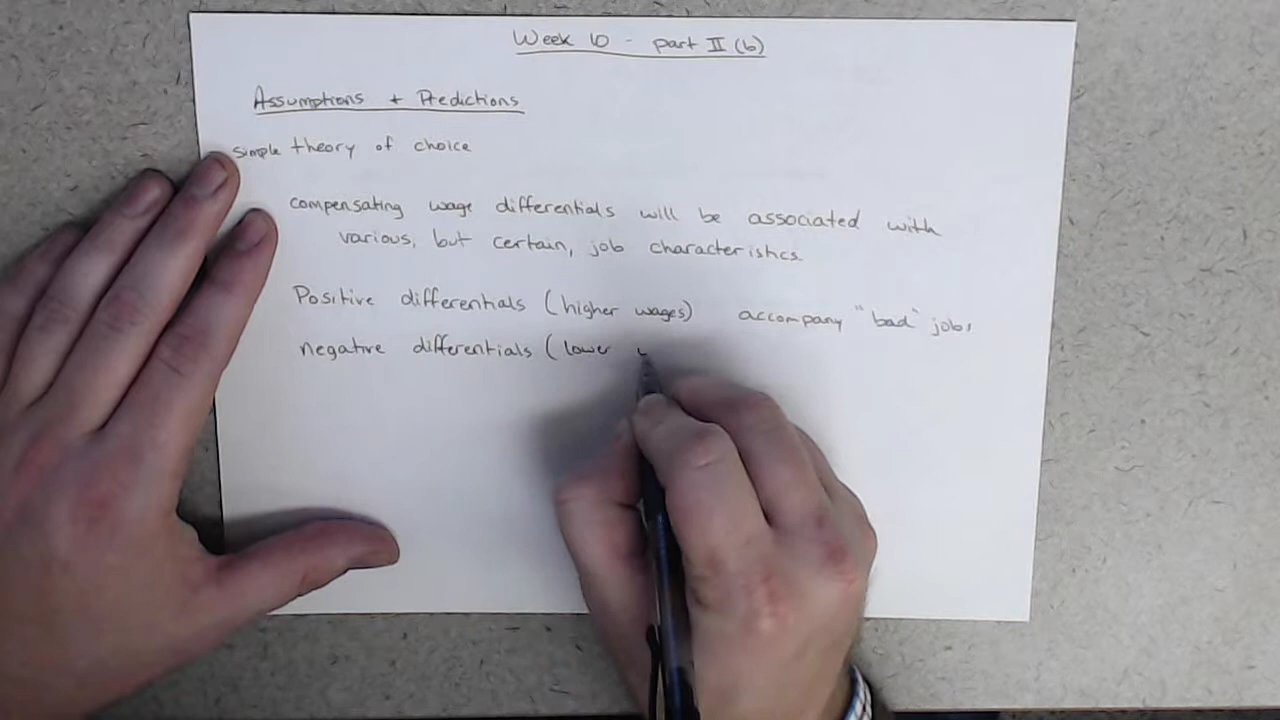 Week 10 - part II (b)
Assumptions + Predictions
simple theory of choice
compensating wage differentials will be associated with
various, but certain, job characteristics.
Positive differentials (higher wages) accompany "bad" jobs
negative differentials (lower